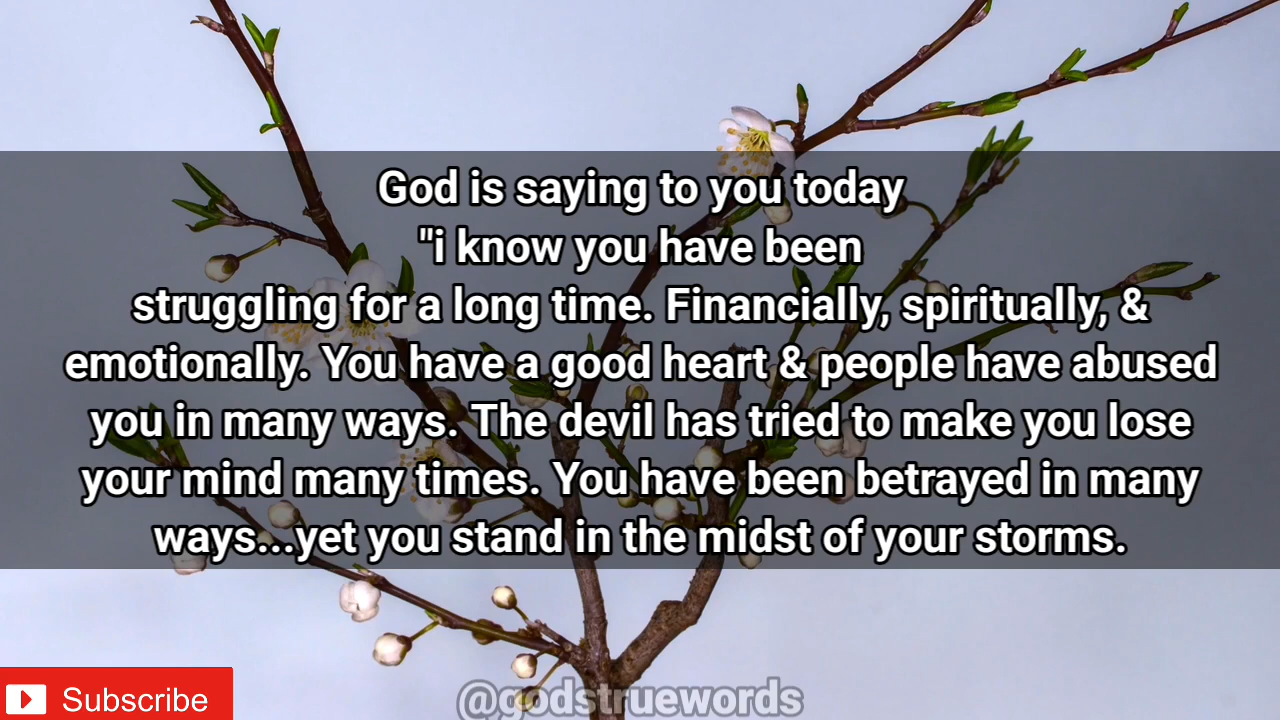 God is saying to you today
"i know you have been
struggling for a long time. Financially, spiritually, &
emotionally. You have a good heart & people have abused
you in many ways. The devil has tried to make you lose
your mind many times. You have been betrayed in many
ways...yet you stand in the midst of your storms.
Subscribe
@godstruewords